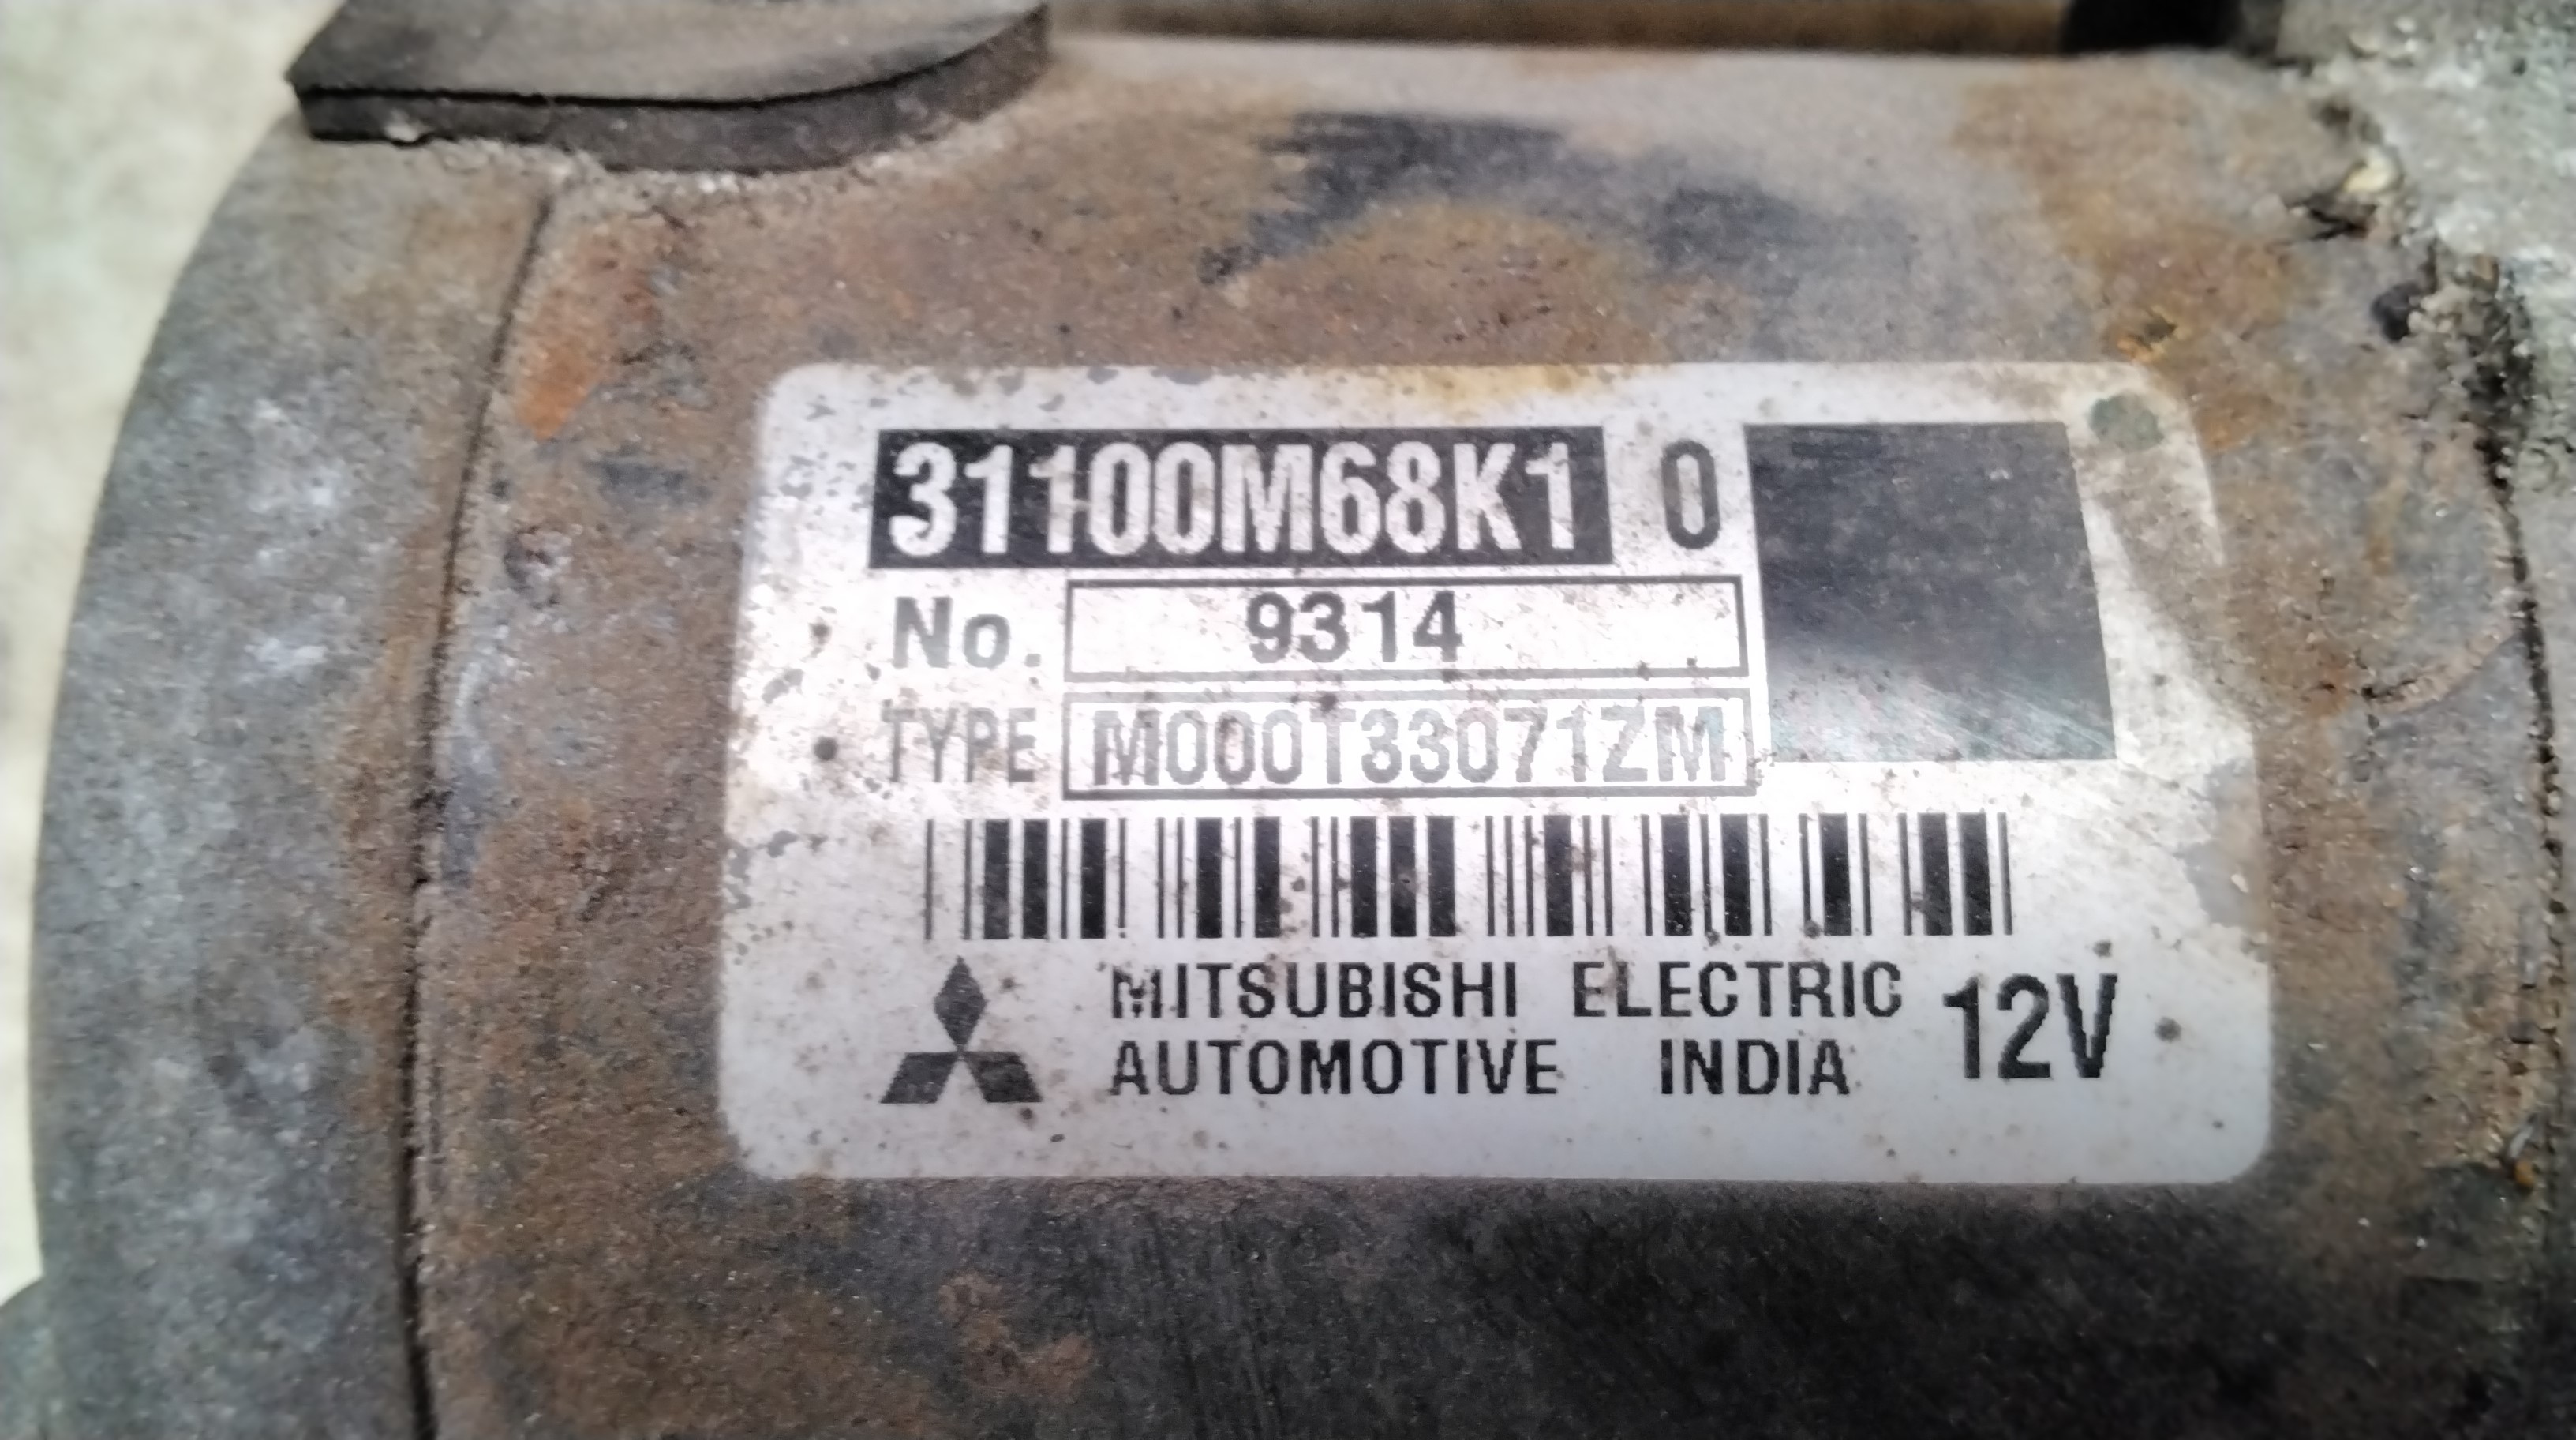 31100M68K1 0
No. 9314
TYPE M000T33071ZM
MITSUBISHI ELECTRIC
AUTOMOTIVE INDIA 12V